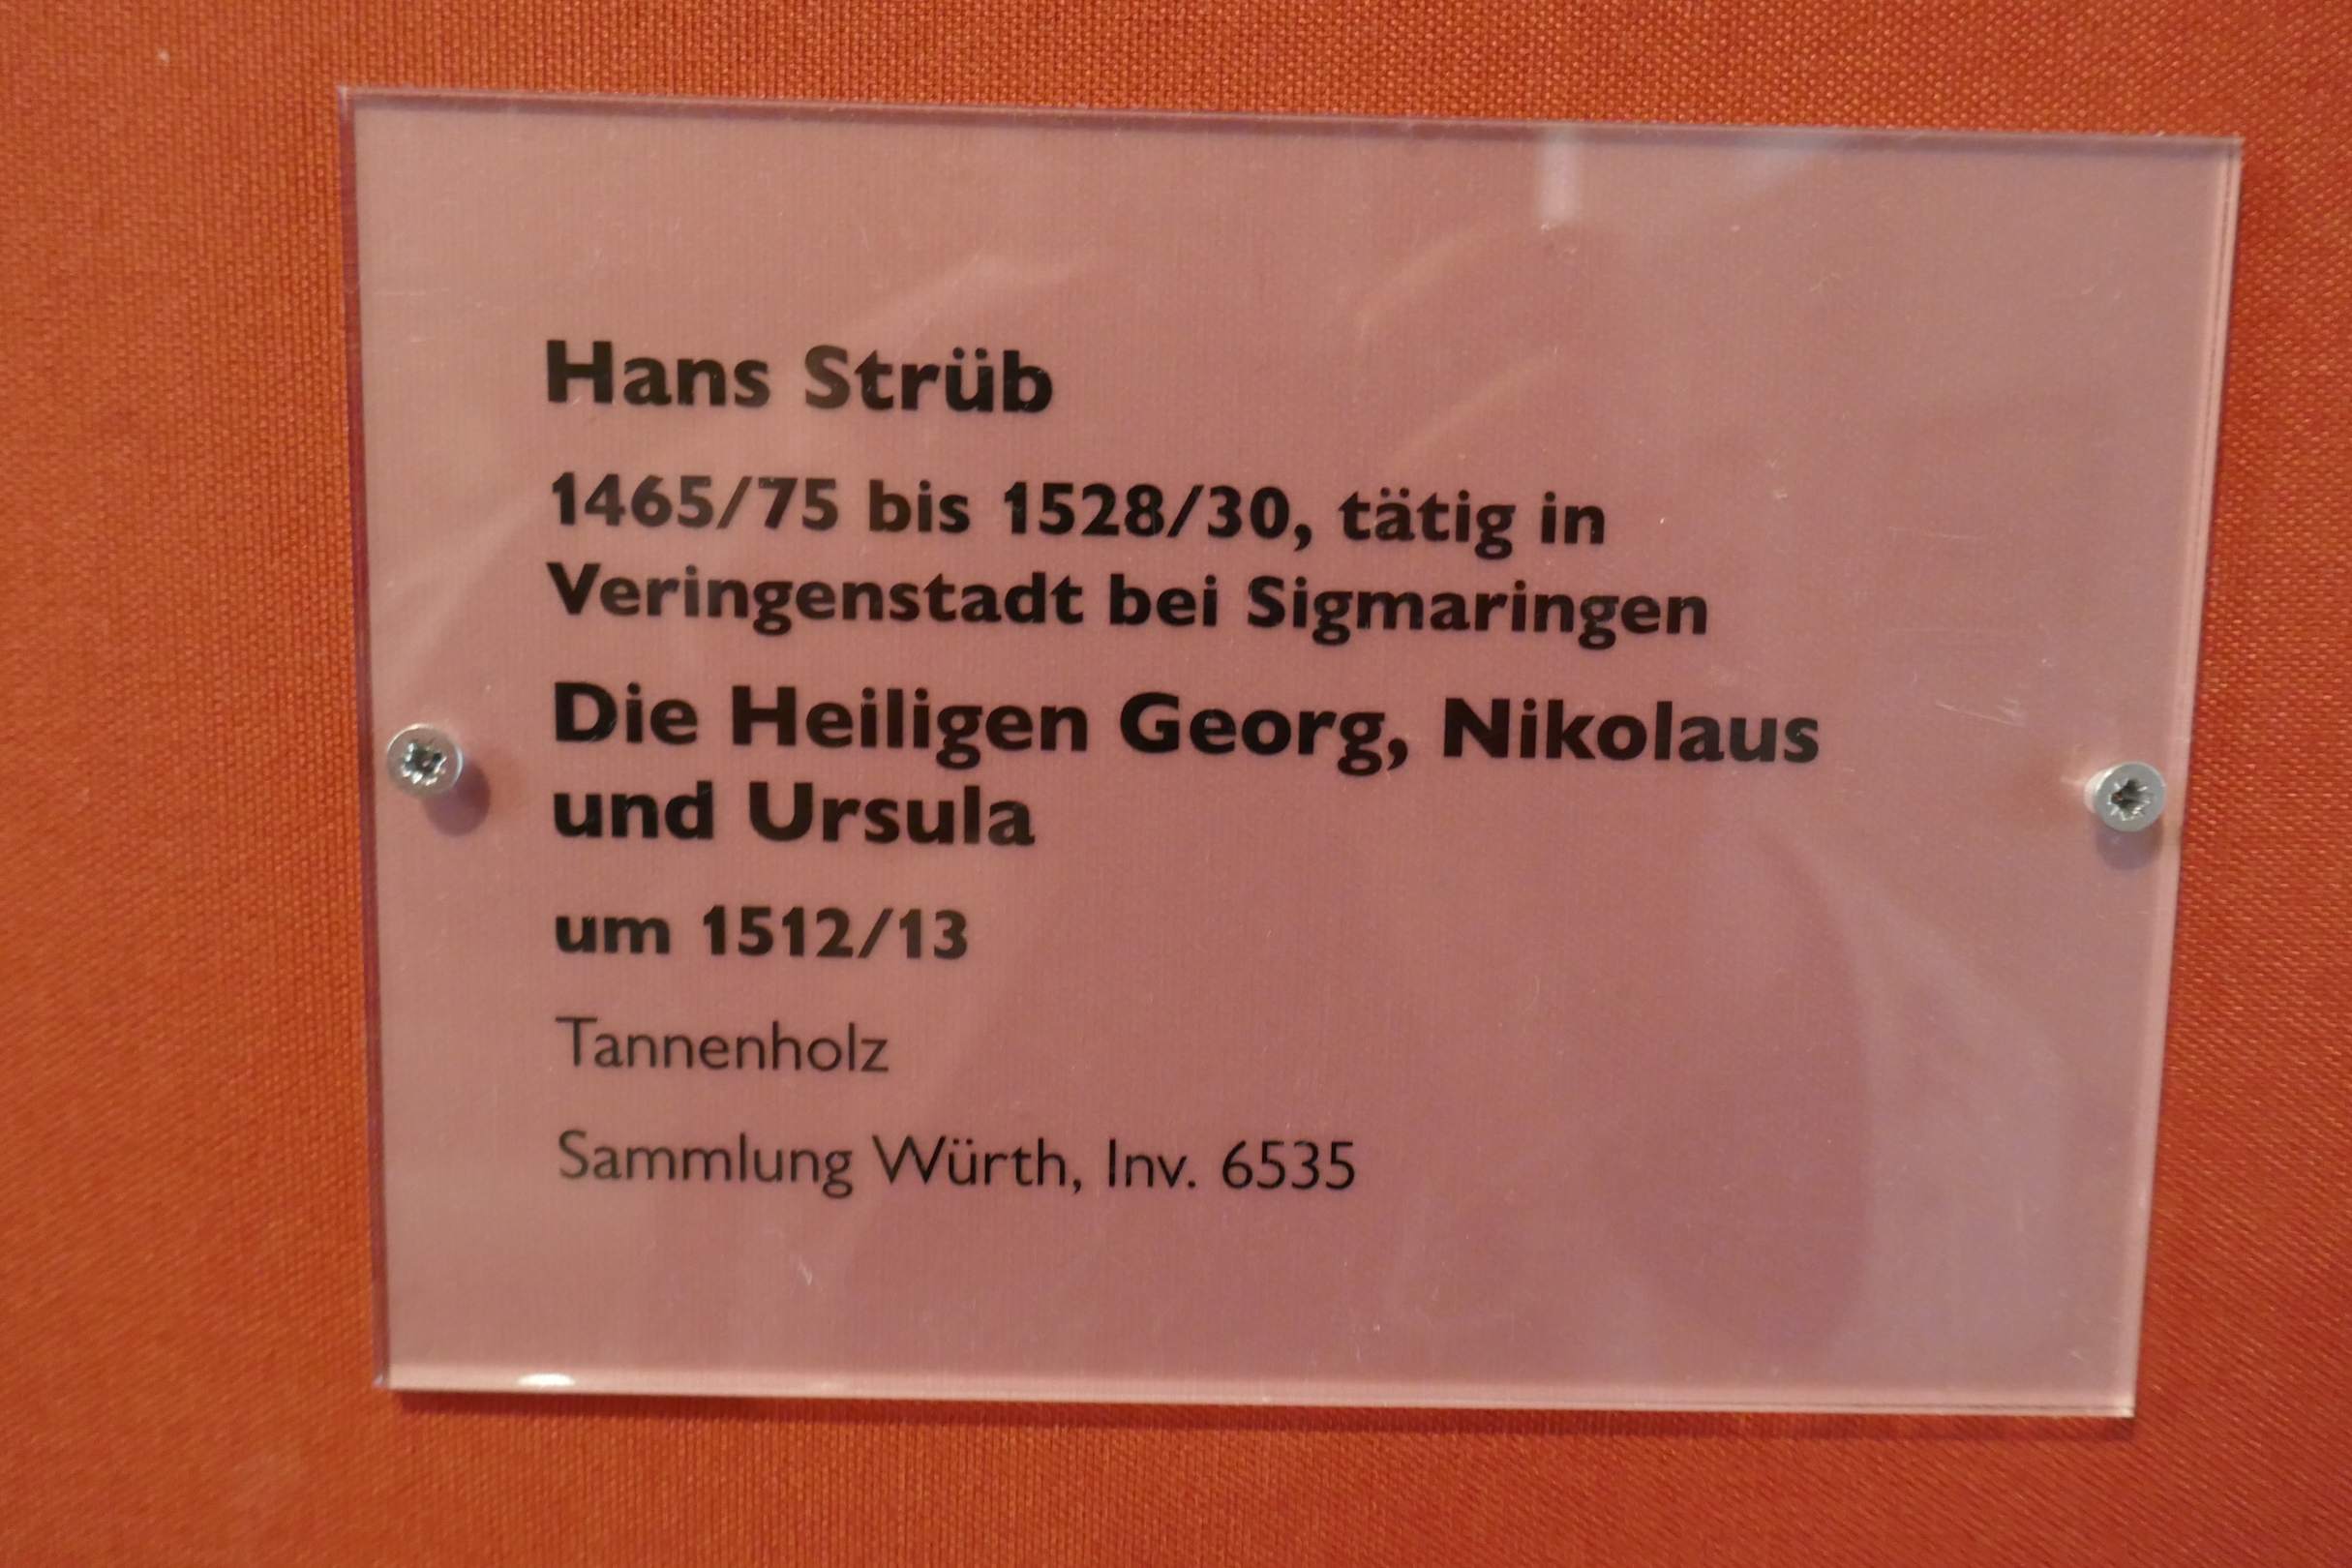 Hans Strüb
1465/75 bis 1528/30, tätig in
Veringenstadt bei Sigmaringen
Die Heiligen Georg, Nikolaus
und Ursula
um 1512/13
Tannenholz
Sammlung Würth, Inv. 6535